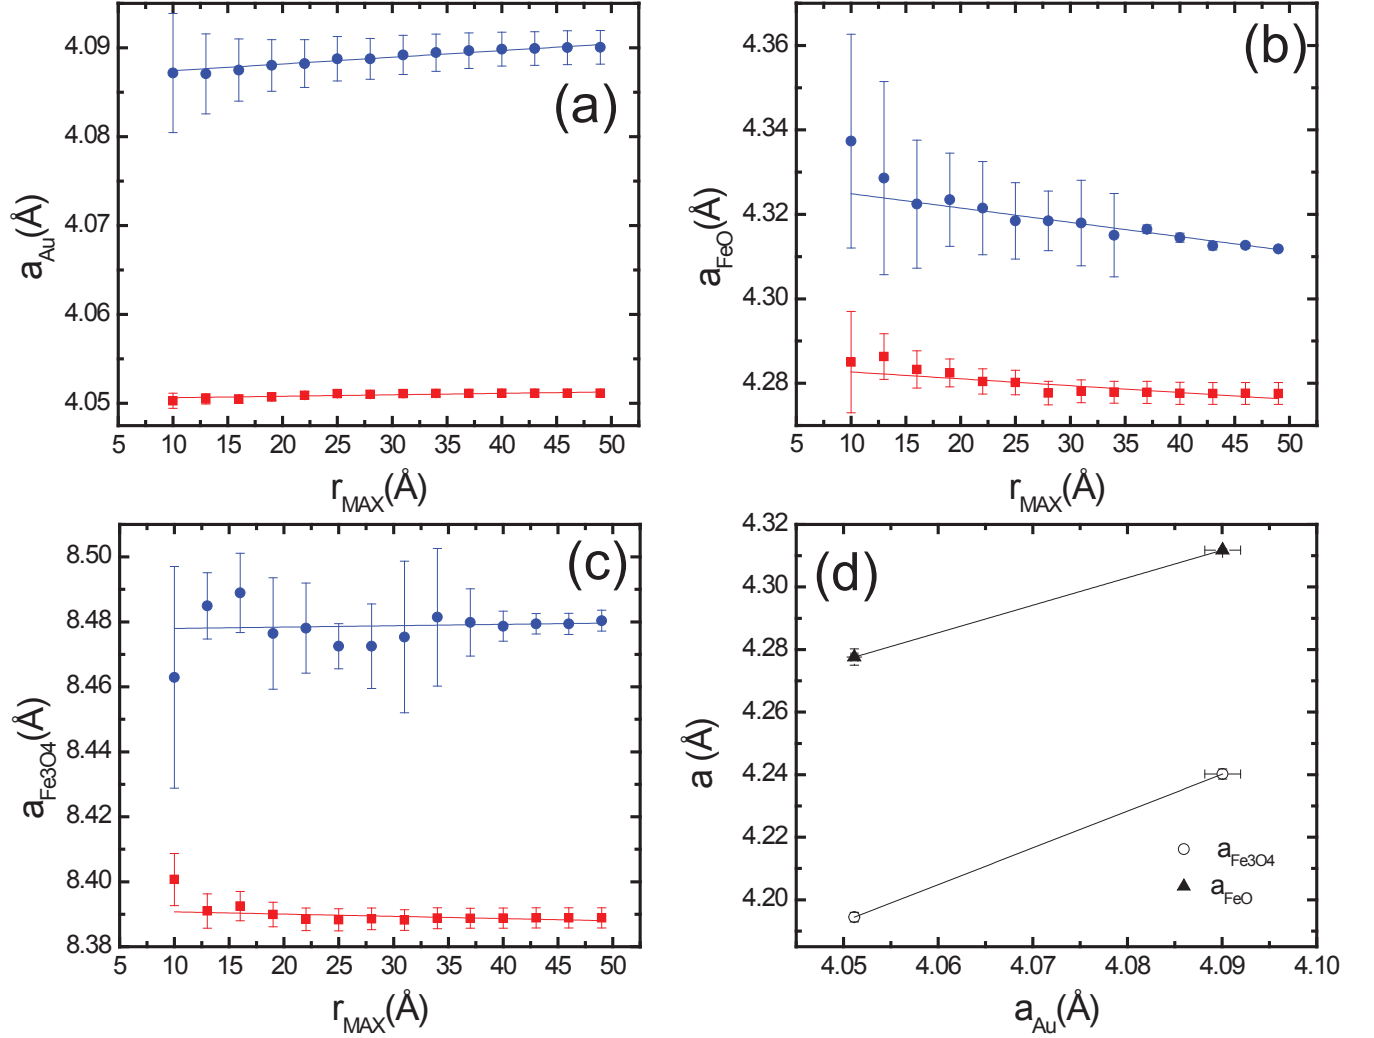 4.09
4.08
4.07
4.06
4.05
a_Au(Å)
(a)
5 10 15 20 25 30 35 40 45 50
r_MAX(Å)
4.36
4.34
4.32
4.30
4.28
a_FeO(Å)
(b)
5 10 15 20 25 30 35 40 45 50
r_MAX(Å)
8.50
8.48
8.46
8.44
8.42
8.40
8.38
a_Fe3O4(Å)
(c)
5 10 15 20 25 30 35 40 45 50
r_MAX(Å)
4.32
4.30
4.28
4.26
4.24
4.22
4.20
a (Å)
(d)
a_Fe3O4
a_FeO
4.05 4.06 4.07 4.08 4.09 4.10
a_Au(Å)